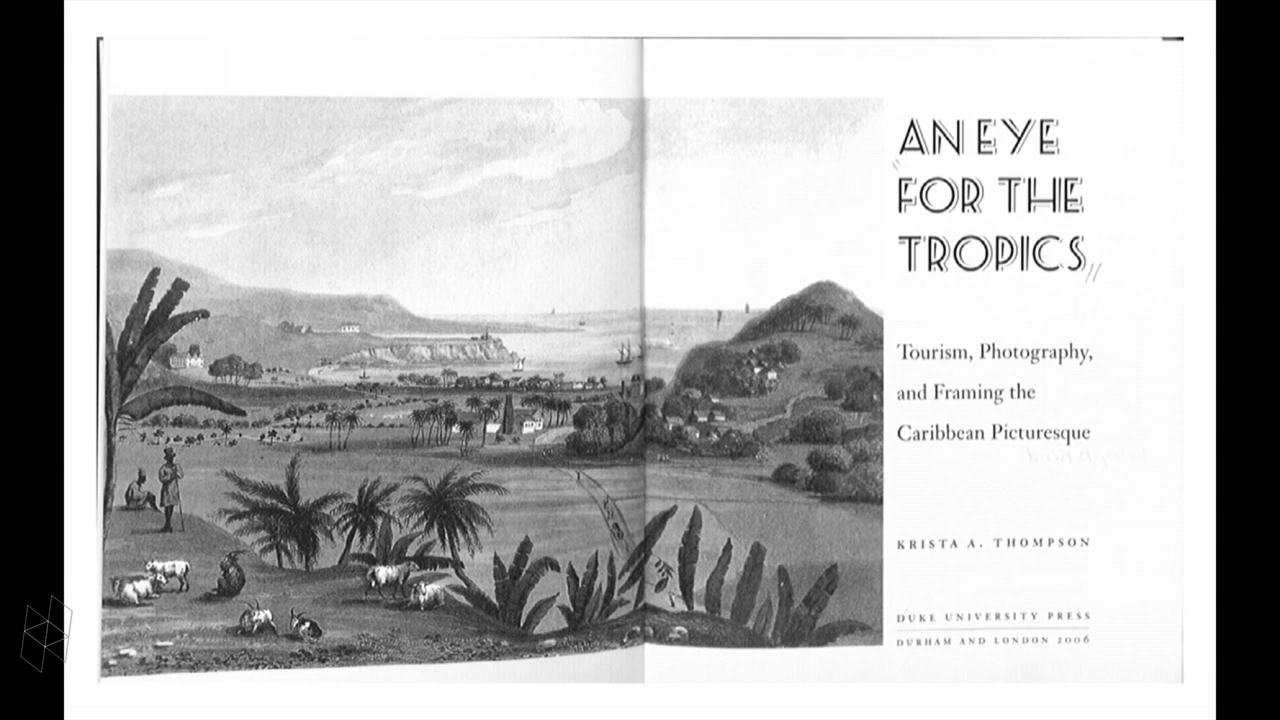 AN EYE
FOR THE
TROPICS
Tourism, Photography,
and Framing the
Caribbean Picturesque
KRISTA A. THOMPSON
DUKE UNIVERSITY PRESS
DURHAM AND LONDON 2006